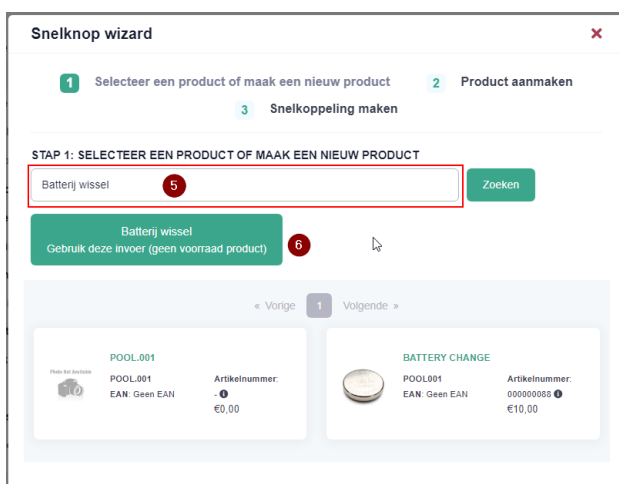 Snelknop wizard
1 Selecteer een product of maak een nieuw product 2 Product aanmaken
3 Snelkoppeling maken
STAP 1: SELECTEER EEN PRODUCT OF MAAK EEN NIEUW PRODUCT
Batterij wissel 5 Zoeken
Batterij wissel
Gebruik deze invoer (geen voorraad product) 6
« Vorige 1 Volgende »
POOL.001
Photo Not Available
POOL.001 Artikelnummer:
EAN: Geen EAN -
€0,00
BATTERY CHANGE
POOL001 Artikelnummer:
EAN: Geen EAN 000000088
€10,00